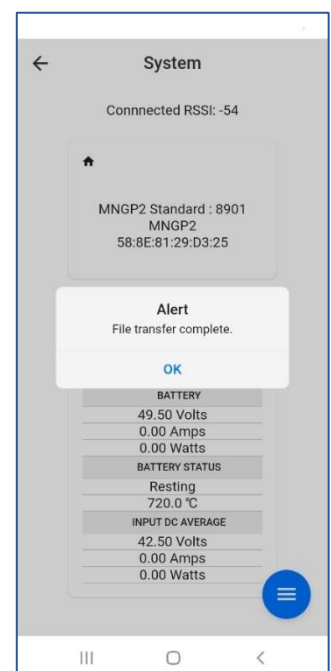 System
Connnected RSSI: -54
MNGP2 Standard : 8901
MNGP2
58:8E:81:29:D3:25
Alert
File transfer complete.
OK
BATTERY
49.50 Volts
0.00 Amps
0.00 Watts
BATTERY STATUS
Resting
720.0 °C
INPUT DC AVERAGE
42.50 Volts
0.00 Amps
0.00 Watts